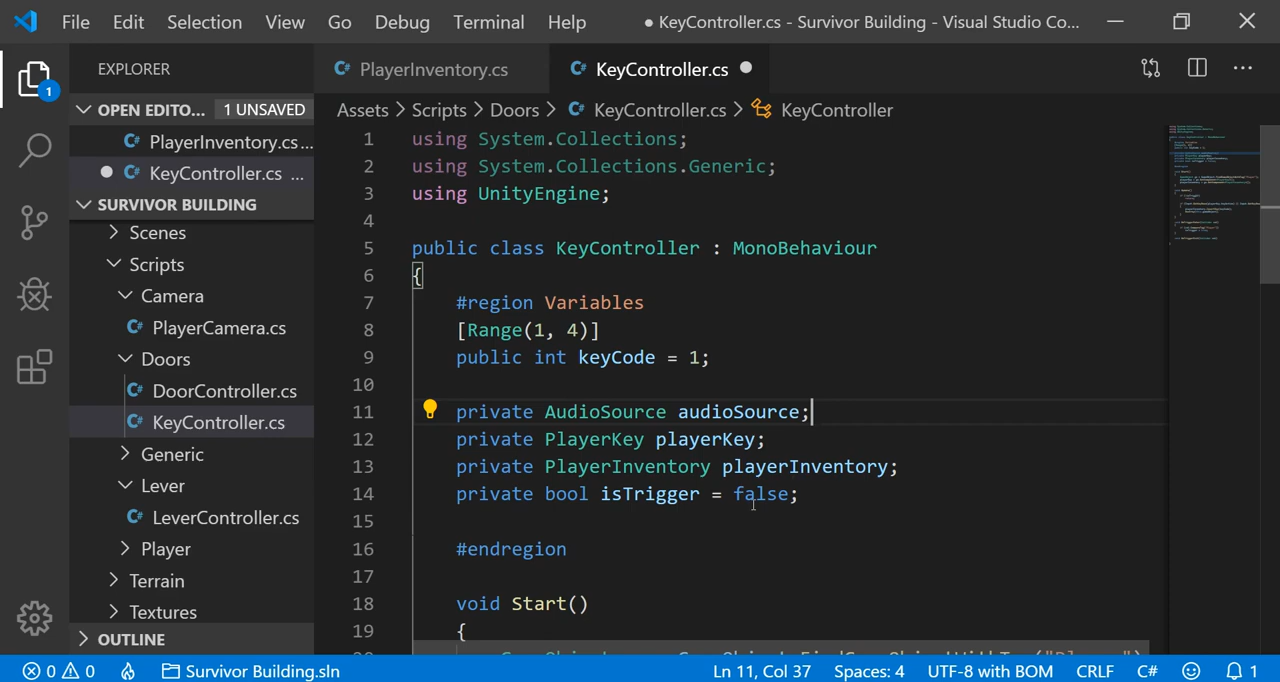 File Edit Selection View Go Debug Terminal Help ● KeyController.cs - Survivor Building - Visual Studio Co...
EXPLORER
PlayerInventory.cs
KeyController.cs
OPEN EDITO... 1 UNSAVED
1
PlayerInventory.cs...
KeyController.cs ...
SURVIVOR BUILDING
Scenes
Scripts
Camera
PlayerCamera.cs
Doors
DoorController.cs
KeyController.cs
Generic
Lever
LeverController.cs
Player
Terrain
Textures
OUTLINE
Assets > Scripts > Doors > KeyController.cs > KeyController
1 using System.Collections;
2 using System.Collections.Generic;
3 using UnityEngine;
4
5 public class KeyController : MonoBehaviour
6 {
7 #region Variables
8 [Range(1, 4)]
9 public int keyCode = 1;
10
11 private AudioSource audioSource;
12 private PlayerKey playerKey;
13 private PlayerInventory playerInventory;
14 private bool isTrigger = false;
15
16 #endregion
17
18 void Start()
19 {
0 0 Survivor Building.sln Ln 11, Col 37 Spaces: 4 UTF-8 with BOM CRLF C# 1